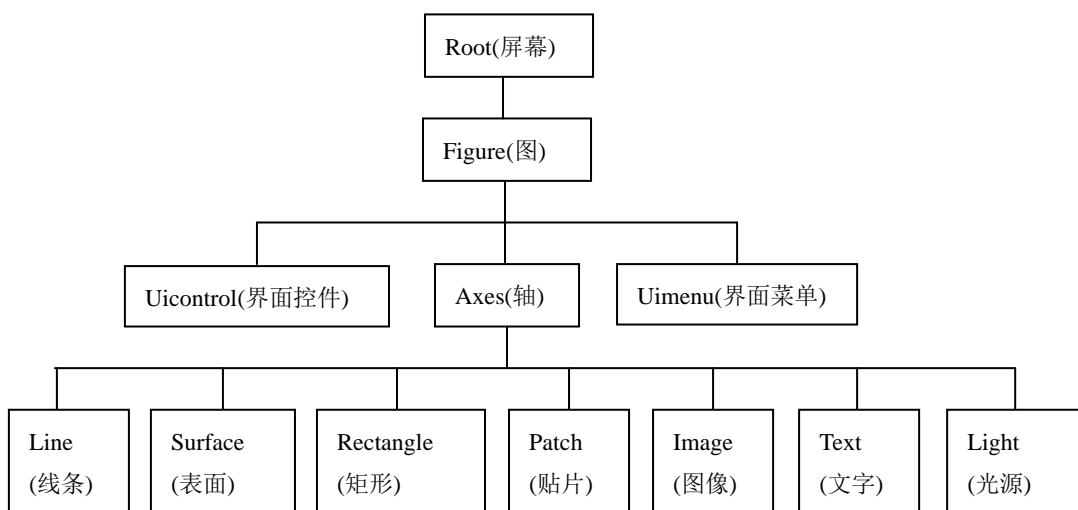 Root(屏幕)
Figure(图)
Uicontrol(界面控件)
Axes(轴)
Uimenu(界面菜单)
Line
(线条)
Surface
(表面)
Rectangle
(矩形)
Patch
(贴片)
Image
(图像)
Text
(文字)
Light
(光源)